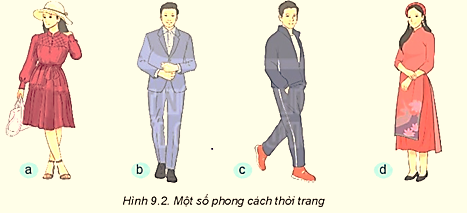 a
b
c
d
Hình 9.2. Một số phong cách thời trang